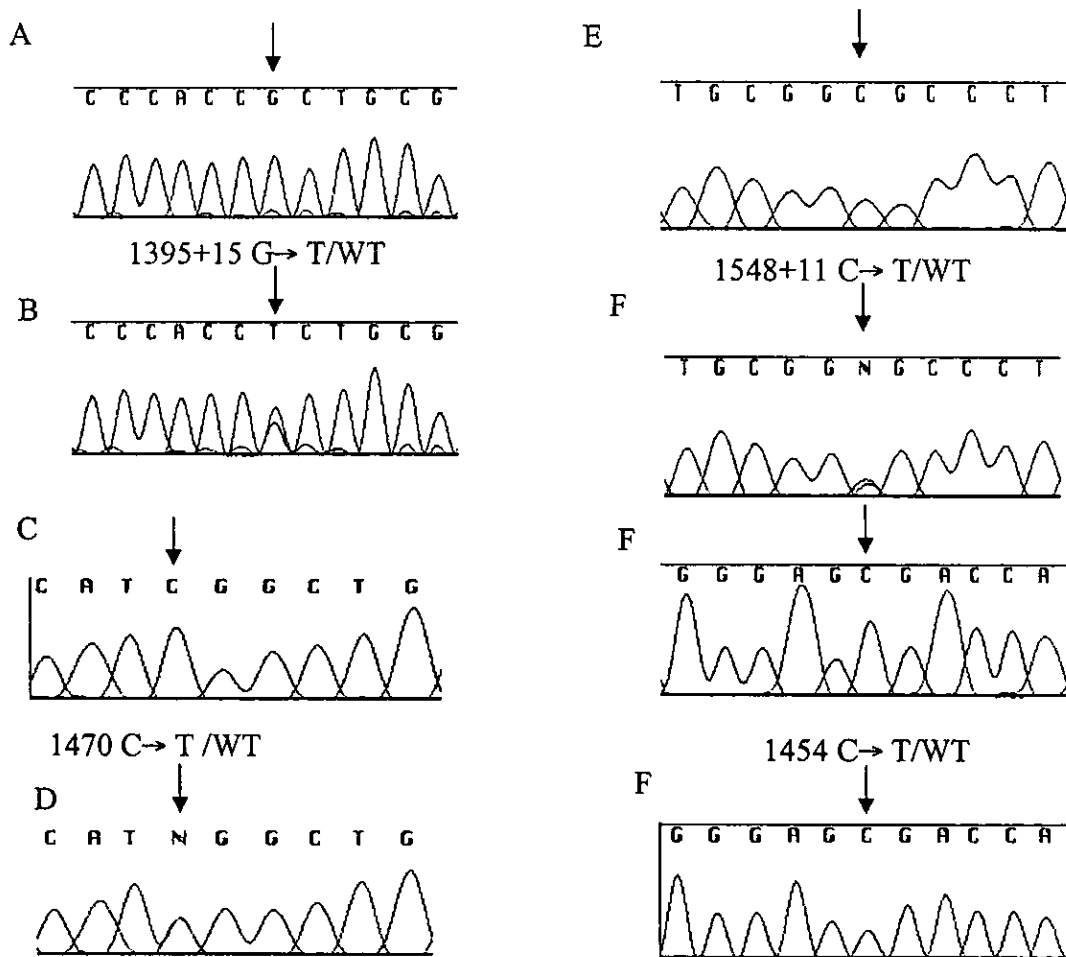 A
C C C A C C G C T G C G
1395+15 G→ T/WT
B
C C C A C C T C T G C G
C
C A T C G G C T G
1470 C→ T /WT
D
C A T N G G C T G
E
T G C G G C G C C C T
1548+11 C→ T/WT
F
T G C G G N G C C C T
F
G G G A G C G A C C A
1454 C→ T/WT
F
G G G A G C G A C C A